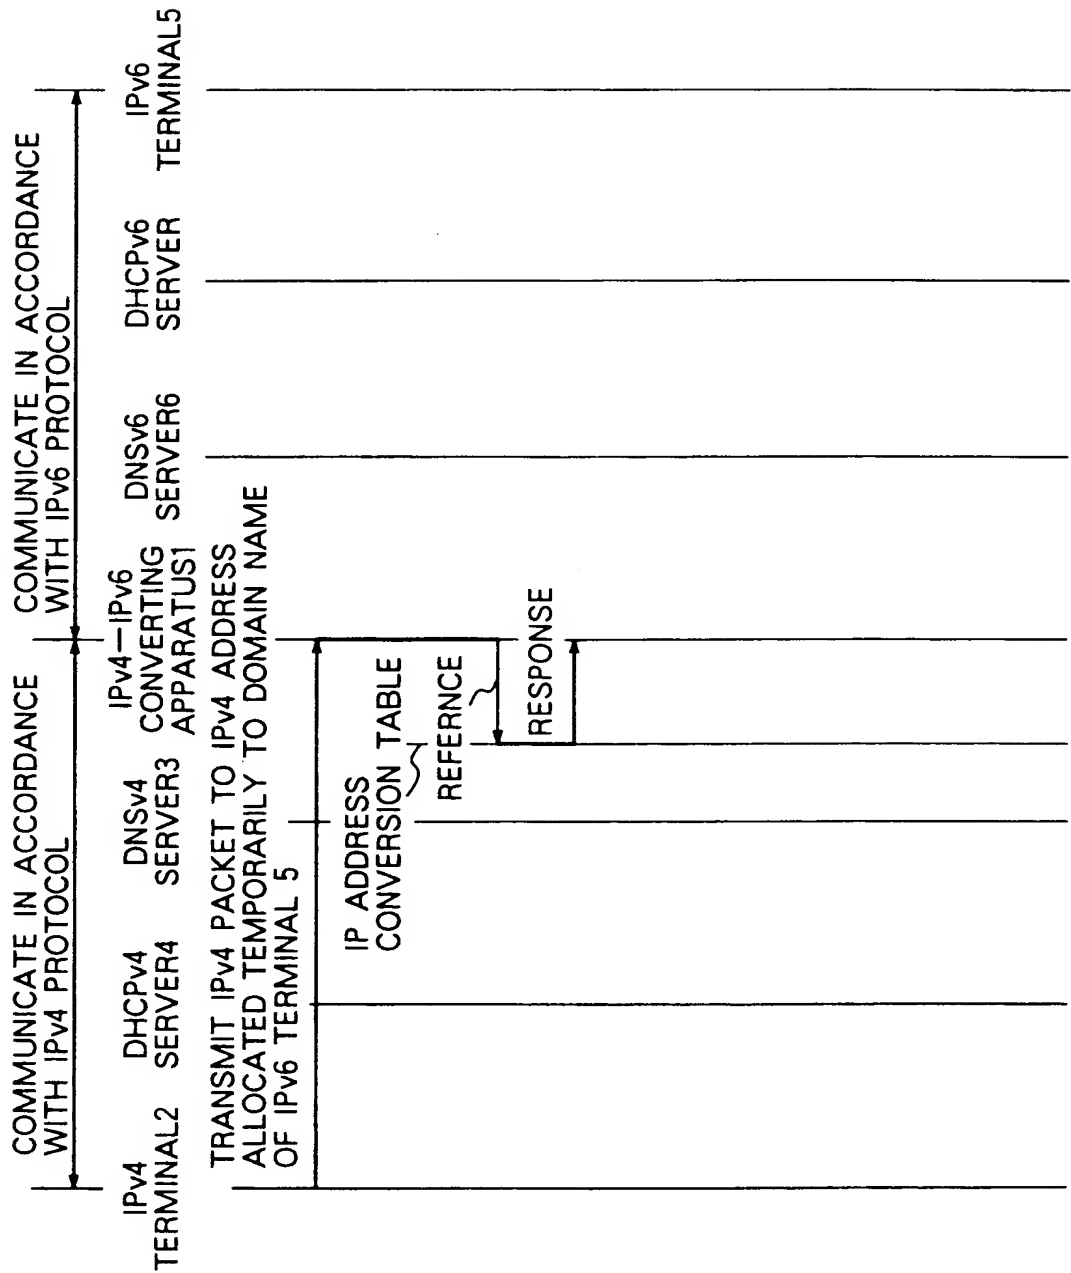 COMMUNICATE IN ACCORDANCE
WITH IPv4 PROTOCOL
COMMUNICATE IN ACCORDANCE
WITH IPv6 PROTOCOL
IPv4
TERMINAL2
DHCPv4
SERVER4
DNSv4
SERVER3
IPv4—IPv6
CONVERTING
APPARATUS1
DNSv6
SERVER6
DHCPv6
SERVER
IPv6
TERMINAL5
TRANSMIT IPv4 PACKET TO IPv4 ADDRESS
ALLOCATED TEMPORARILY TO DOMAIN NAME
OF IPv6 TERMINAL 5
IP ADDRESS
CONVERSION TABLE
REFERNCE
RESPONSE